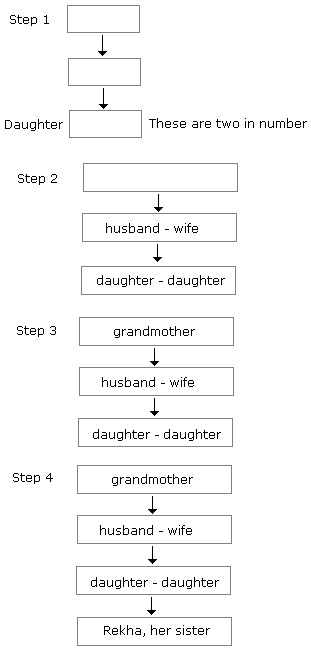 Step 1
Daughter
These are two in number
Step 2
husband - wife
daughter - daughter
Step 3
grandmother
husband - wife
daughter - daughter
Step 4
grandmother
husband - wife
daughter - daughter
Rekha, her sister